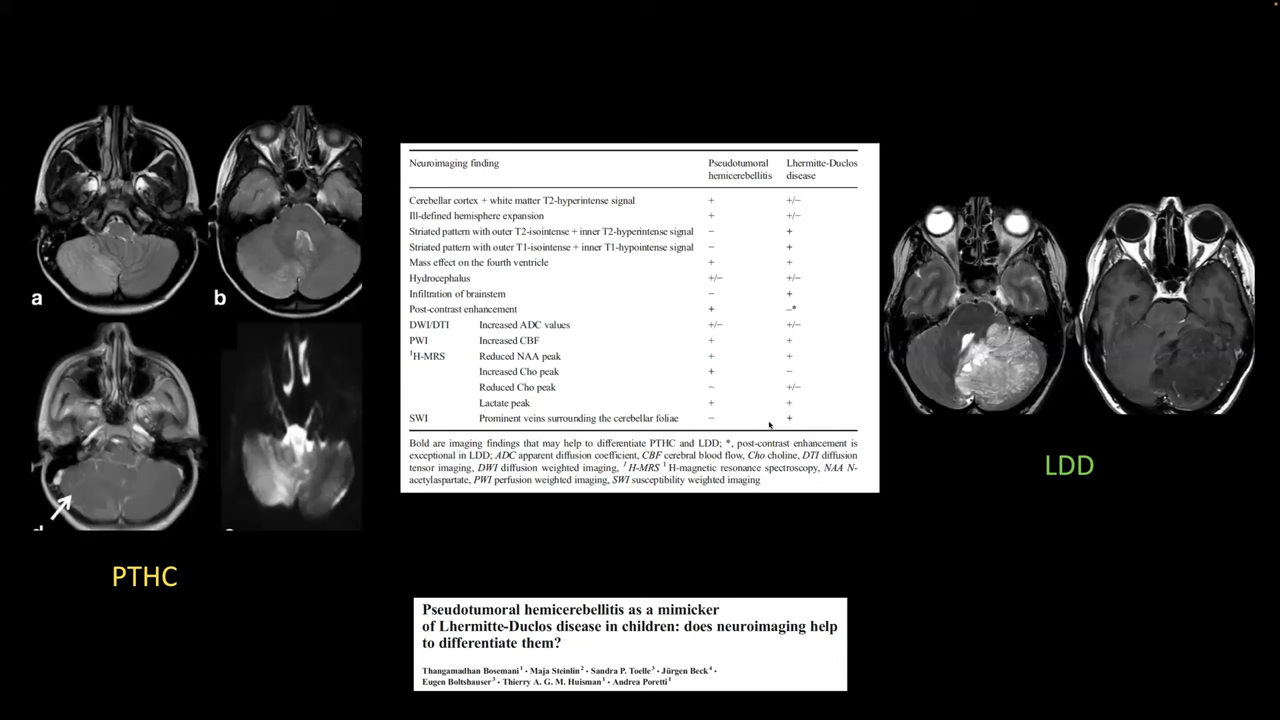 a
b
PTHC
Neuroimaging finding Pseudotumoral hemicerebellitis Lhermitte-Duclos disease
Cerebellar cortex + white matter T2-hyperintense signal + +/−
Ill-defined hemisphere expansion + +/−
Striated pattern with outer T2-isointense + inner T2-hyperintense signal − +
Striated pattern with outer T1-isointense + inner T1-hypointense signal − +
Mass effect on the fourth ventricle + +
Hydrocephalus +/− +/−
Infiltration of brainstem − +
Post-contrast enhancement + −*
DWI/DTI Increased ADC values +/− +/−
PWI Increased CBF + +
¹H-MRS Reduced NAA peak + +
Increased Cho peak + −
Reduced Cho peak − +/−
Lactate peak + +
SWI Prominent veins surrounding the cerebellar foliae − +
Bold are imaging findings that may help to differentiate PTHC and LDD; *, post-contrast enhancement is
exceptional in LDD; ADC apparent diffusion coefficient, CBF cerebral blood flow, Cho choline, DTI diffusion
tensor imaging, DWI diffusion weighted imaging, ¹H-MRS ¹H-magnetic resonance spectroscopy, NAA N-
acetylaspartate, PWI perfusion weighted imaging, SWI susceptibility weighted imaging
LDD
Pseudotumoral hemicerebellitis as a mimicker
of Lhermitte-Duclos disease in children: does neuroimaging help
to differentiate them?
Thangamadhan Bosemani¹ · Maja Steinlin² · Sandra P. Toelle³ · Jürgen Beck⁴ ·
Eugen Boltshauser³ · Thierry A. G. M. Huisman¹ · Andrea Poretti¹